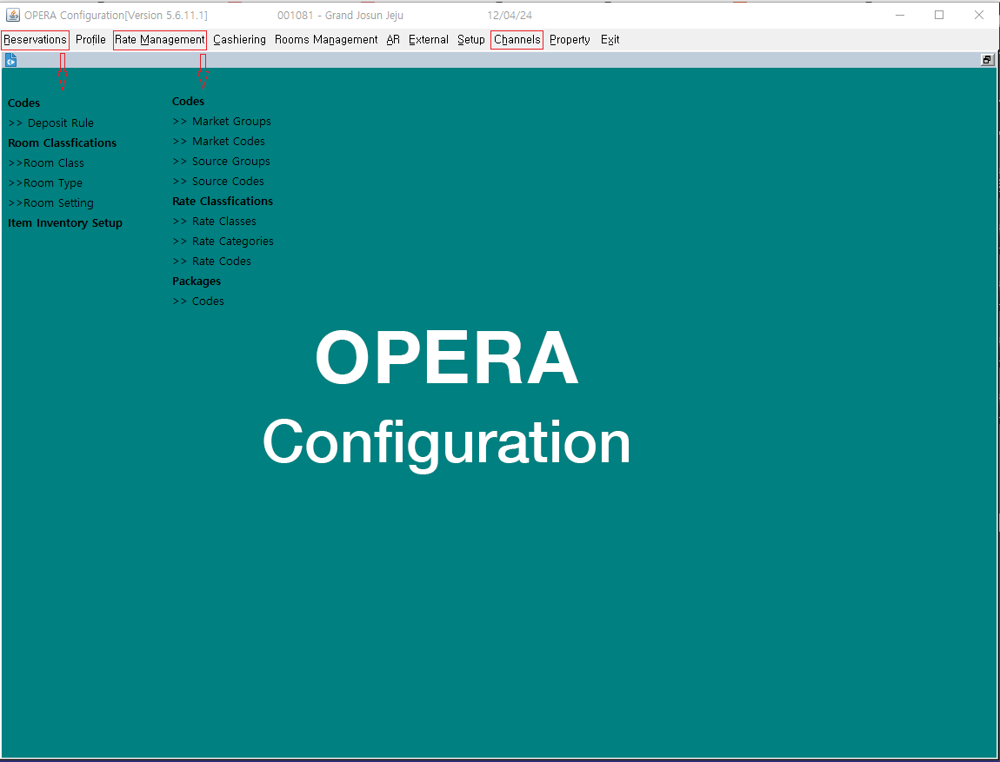 OPERA Configuration[Version 5.6.11.1] 001081 - Grand Josun Jeju 12/04/24
Reservations Profile Rate Management Cashiering Rooms Management AR External Setup Channels Property Exit
Codes
>> Deposit Rule
Room Classfications
>>Room Class
>>Room Type
>>Room Setting
Item Inventory Setup
Codes
>> Market Groups
>> Market Codes
>> Source Groups
>> Source Codes
Rate Classfications
>> Rate Classes
>> Rate Categories
>> Rate Codes
Packages
>> Codes
OPERA
Configuration